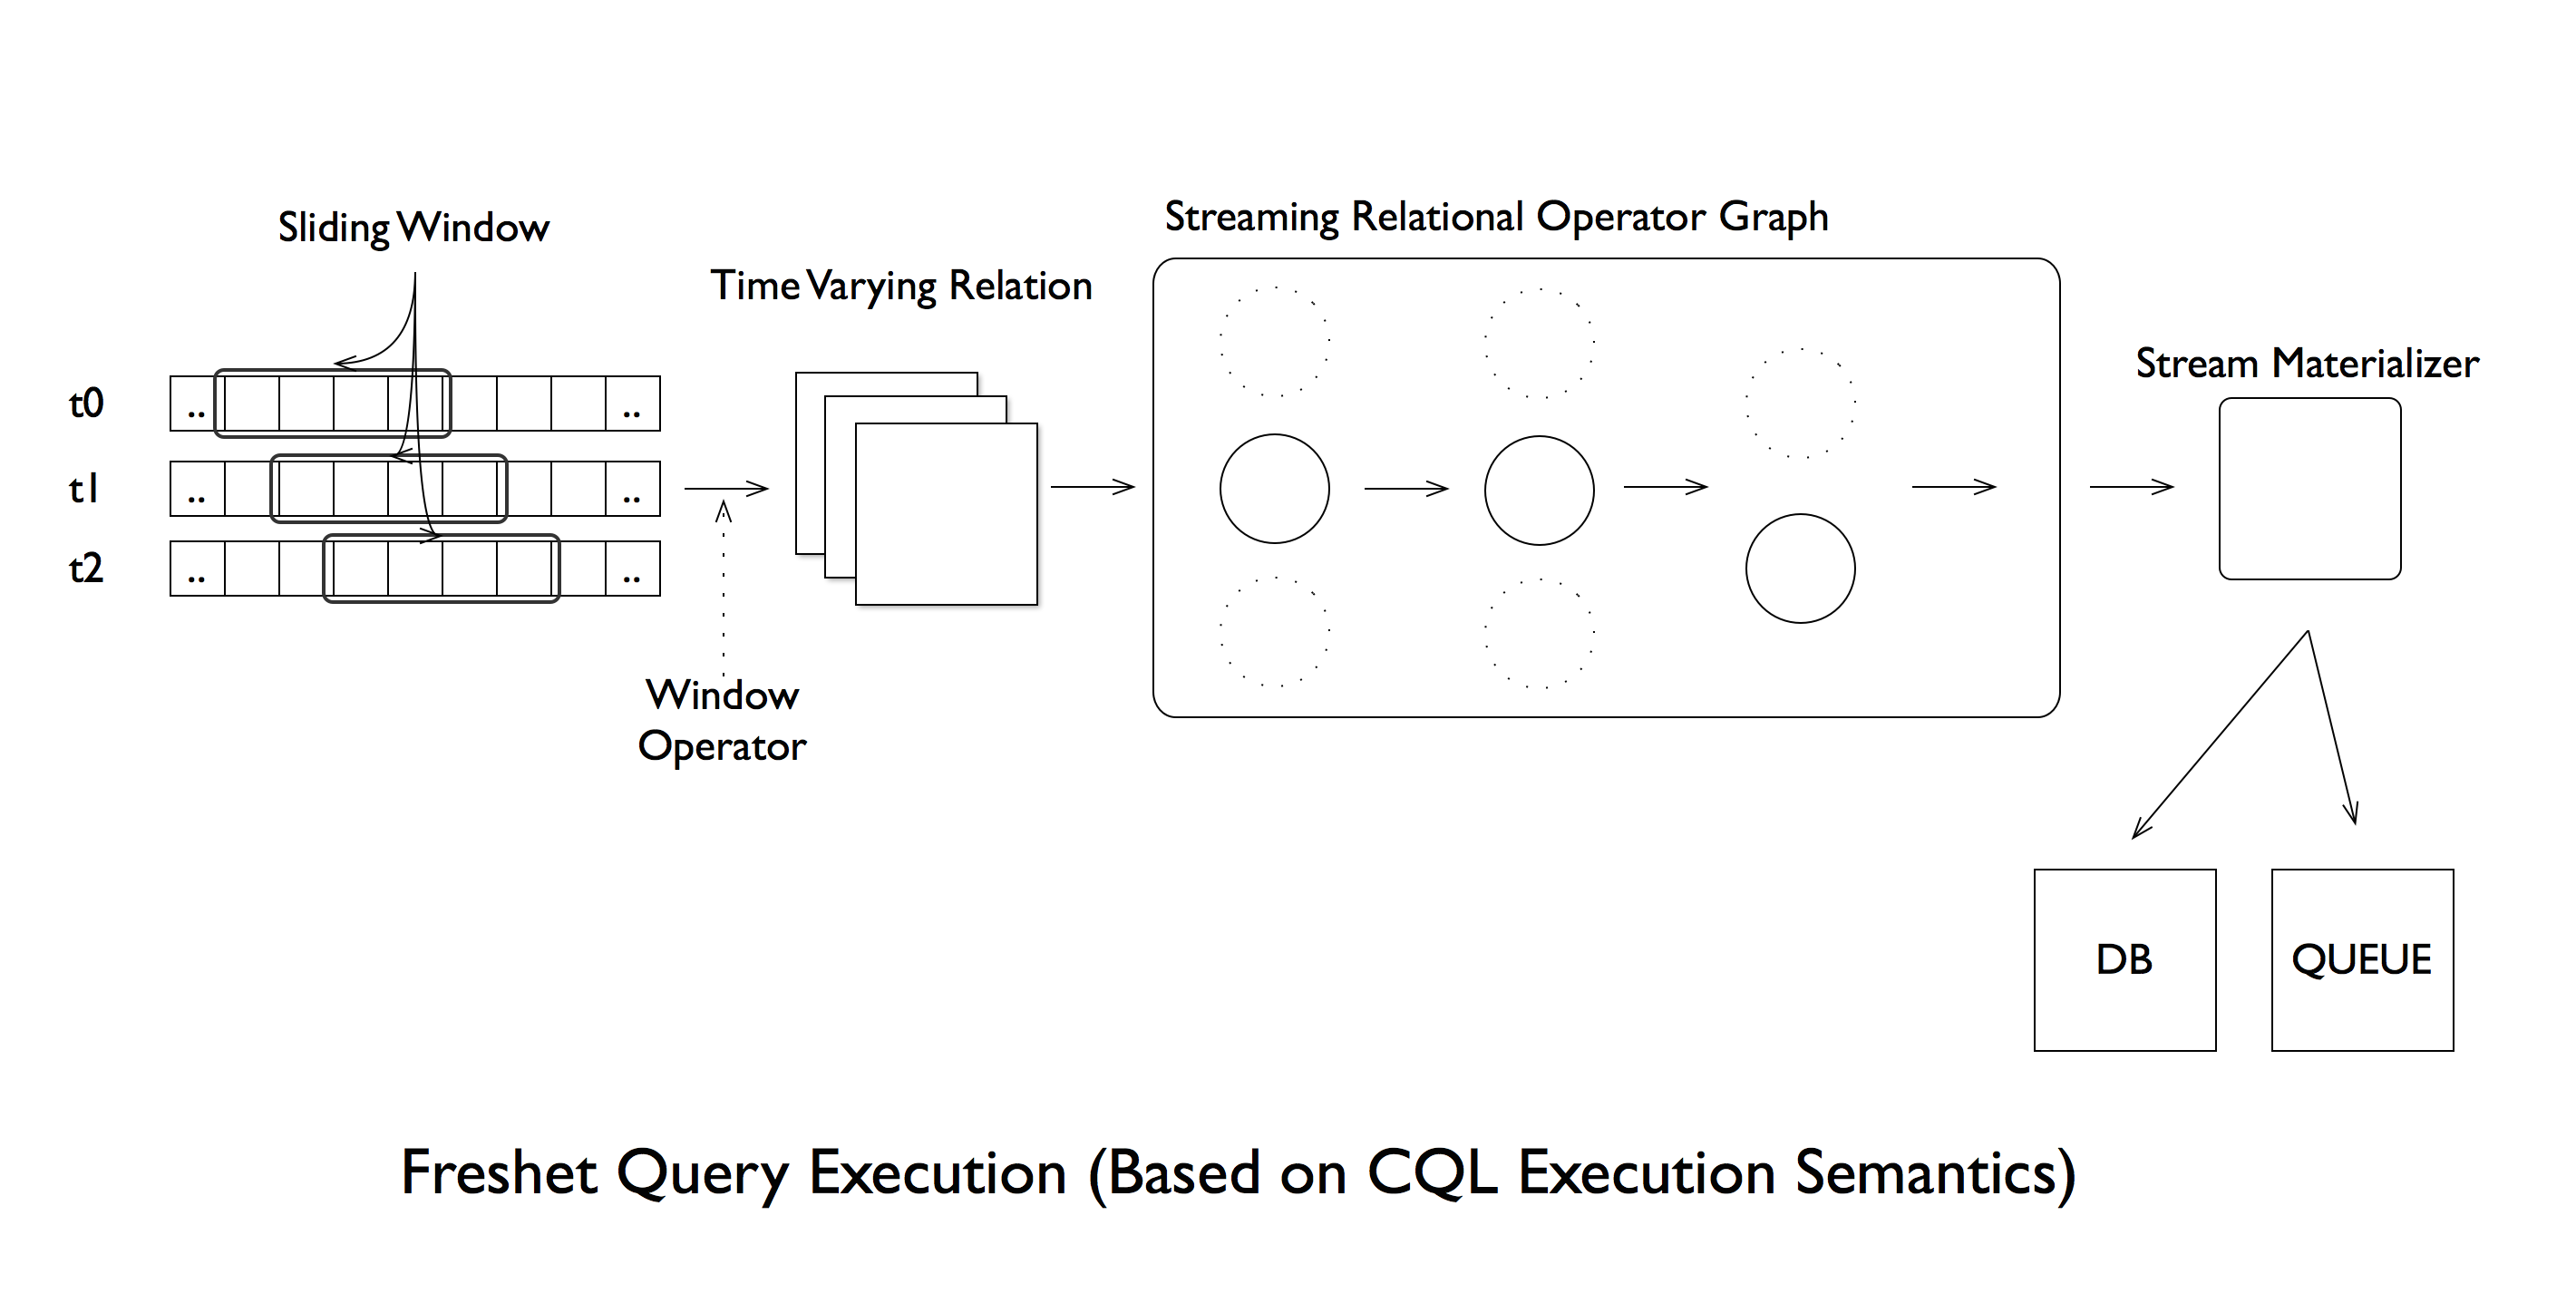 Sliding Window
Time Varying Relation
Streaming Relational Operator Graph
Stream Materializer
t0
.. ..
t1
.. ..
t2
.. ..
Window
Operator
DB
QUEUE
Freshet Query Execution (Based on CQL Execution Semantics)